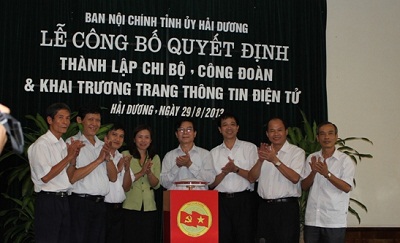 BAN NỘI CHÍNH TỈNH ỦY HẢI DƯƠNG
LỄ CÔNG BỐ QUYẾT ĐỊNH
THÀNH LẬP CHI BỘ, CÔNG ĐOÀN
& KHAI TRƯƠNG TRANG THÔNG TIN ĐIỆN TỬ
HẢI DƯƠNG, NGÀY 29/8/2013